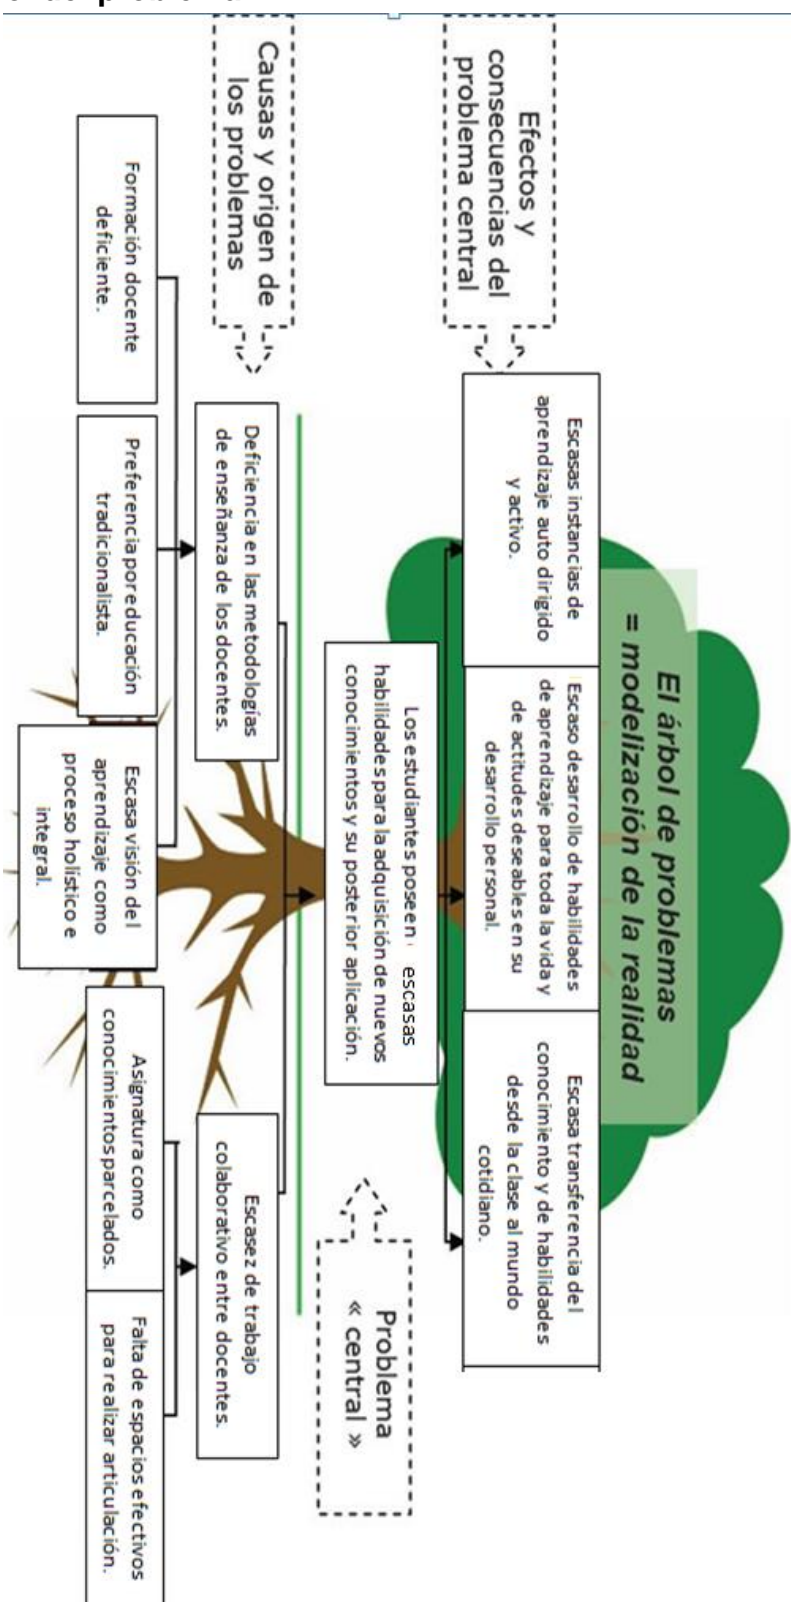 El árbol de problemas
= modelización de la realidad
Efectos y
consecuencias del
problema central
Escasas instancias de
aprendizaje auto dirigido
y activo.
Escaso desarrollo de habilidades
de aprendizaje para toda la vida y
de actitudes deseables en su
desarrollo personal.
Escasa transferencia del
conocimiento y de habilidades
desde la clase al mundo
cotidiano.
Los estudiantes poseen escasas
habilidades para la adquisición de nuevos
conocimientos y su posterior aplicación.
Problema
« central »
Causas y origen de
los problemas
Deficiencia en las metodologías
de enseñanza de los docentes.
Escasez de trabajo
colaborativo entre docentes.
Formación docente
deficiente.
Preferencia por educación
tradicionalista.
Escasa visión del
aprendizaje como
proceso holístico e
integral.
Asignatura como
conocimientos parcelados.
Falta de espacios efectivos
para realizar articulación.